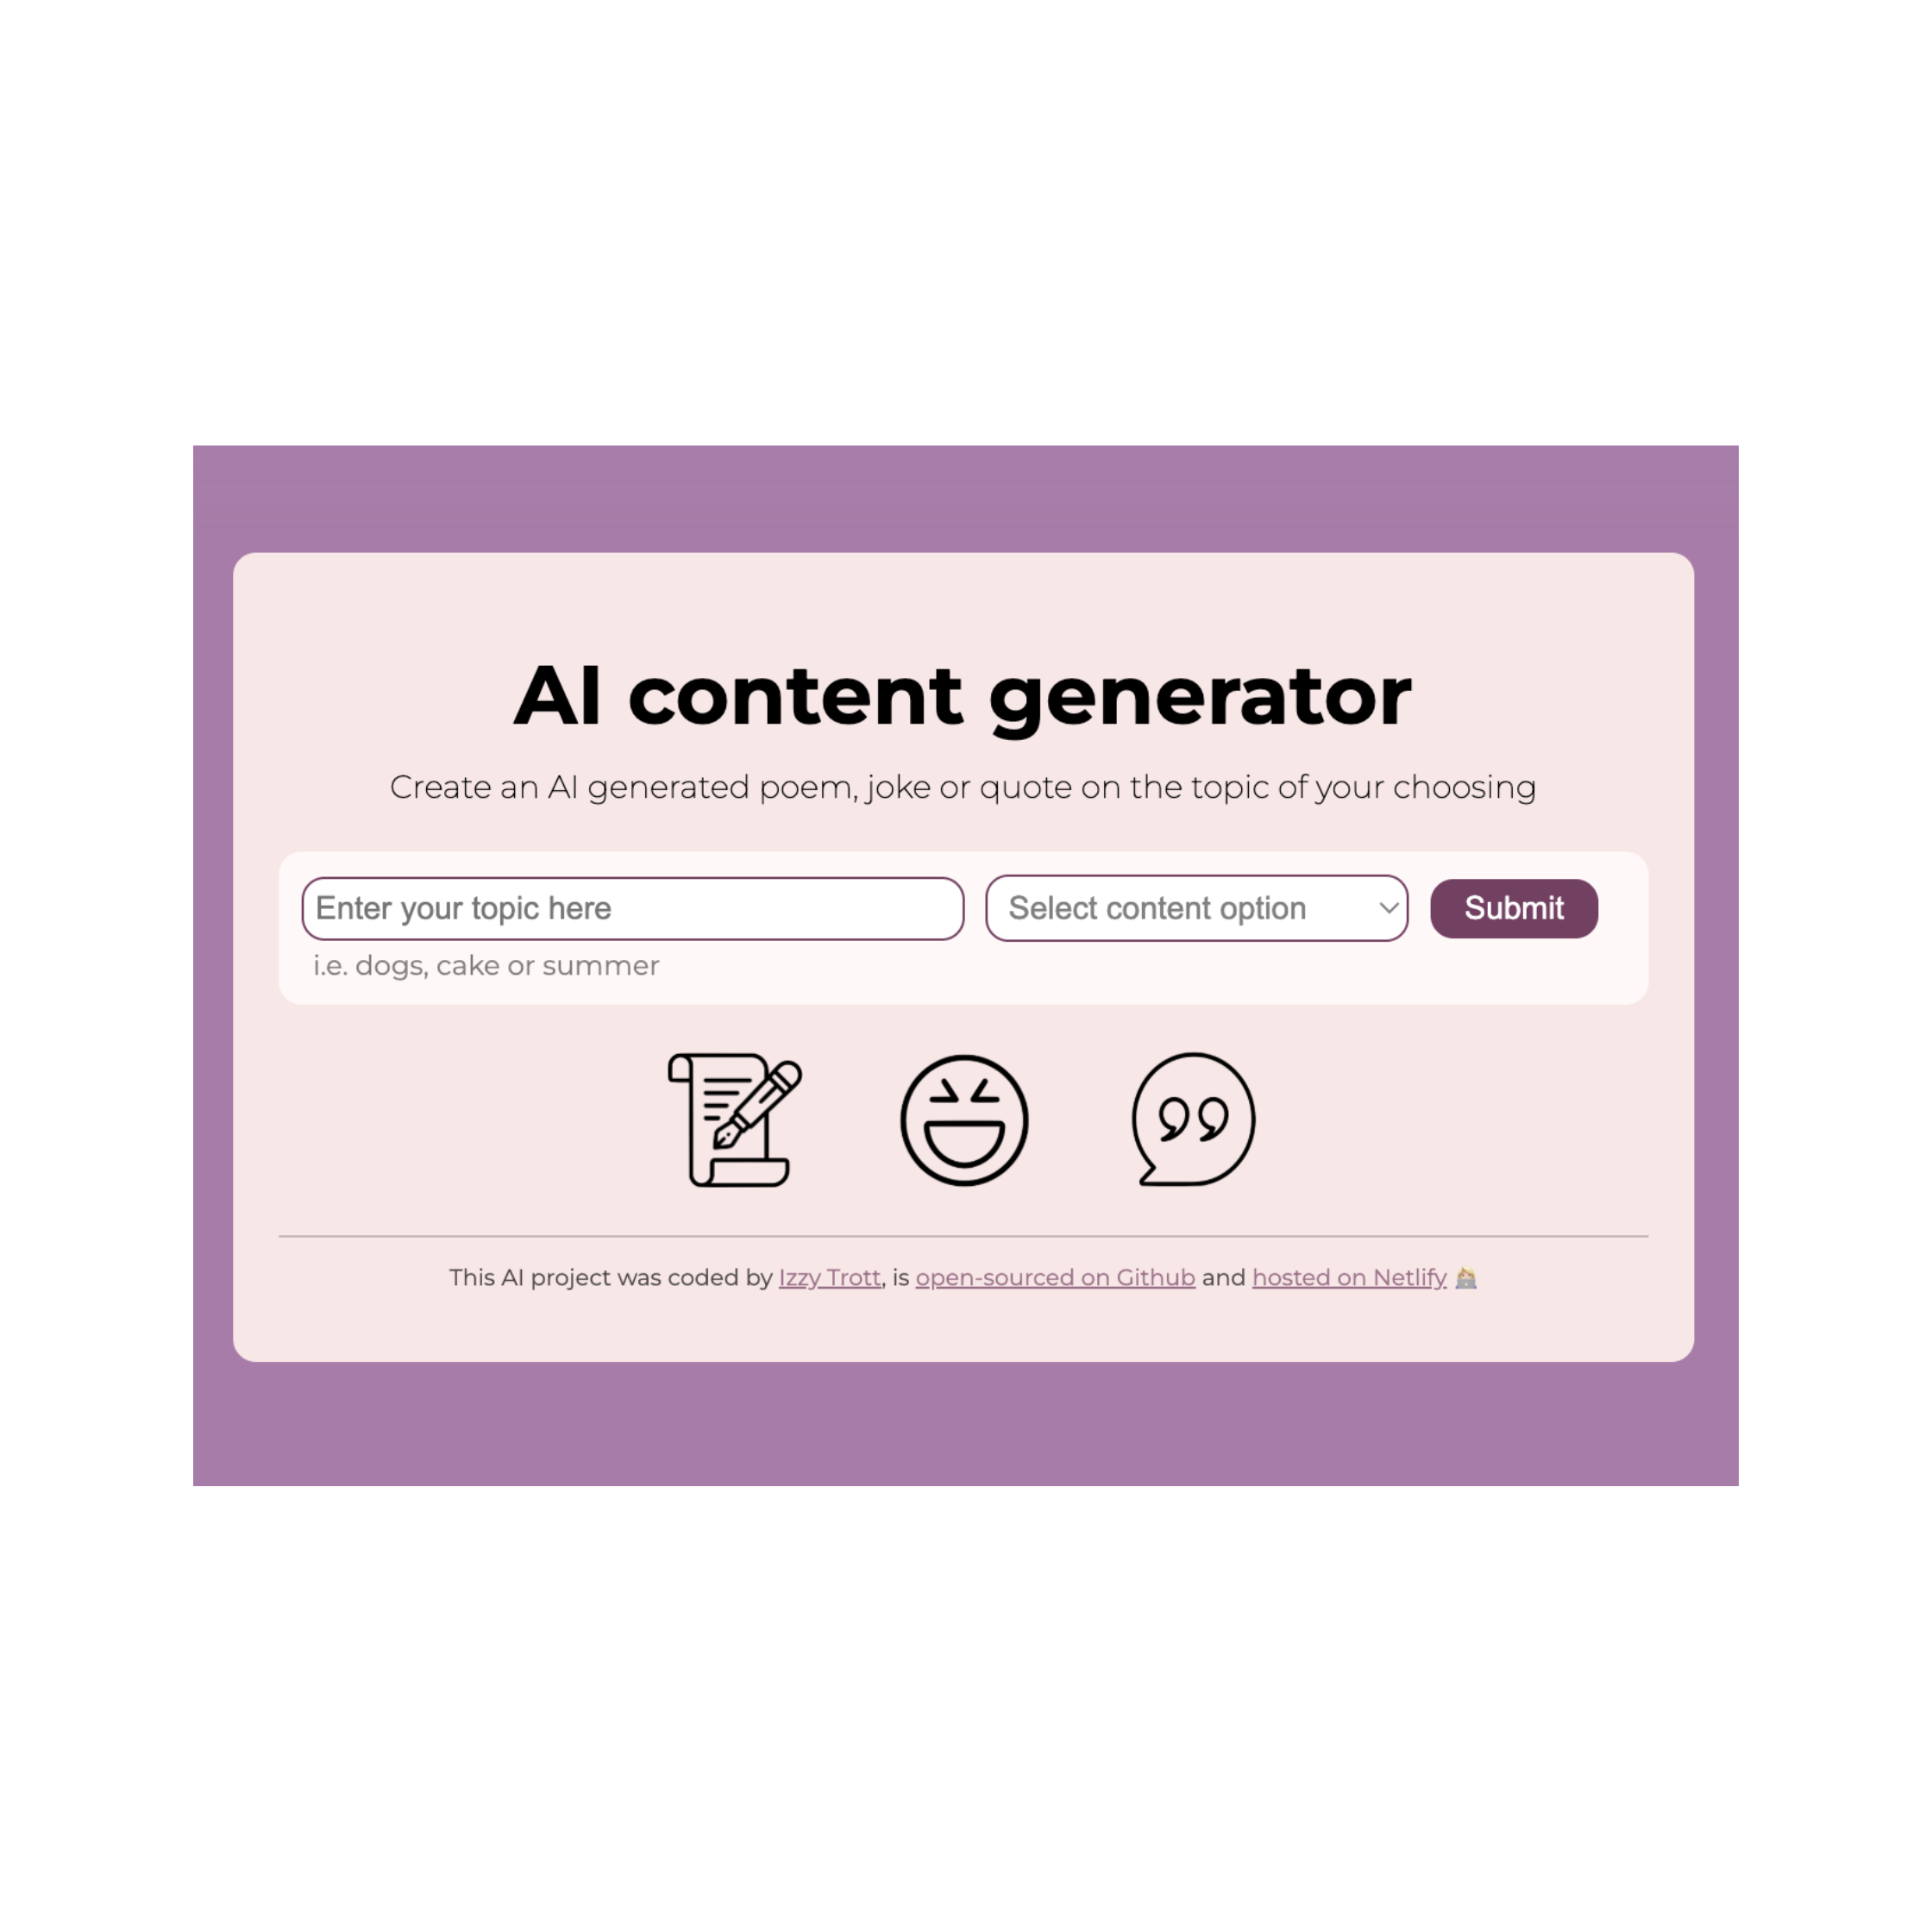 AI content generator
Create an AI generated poem, joke or quote on the topic of your choosing
Enter your topic here
Select content option
Submit
i.e. dogs, cake or summer
This AI project was coded by Izzy Trott, is open-sourced on Github and hosted on Netlify 👩🏼‍💻